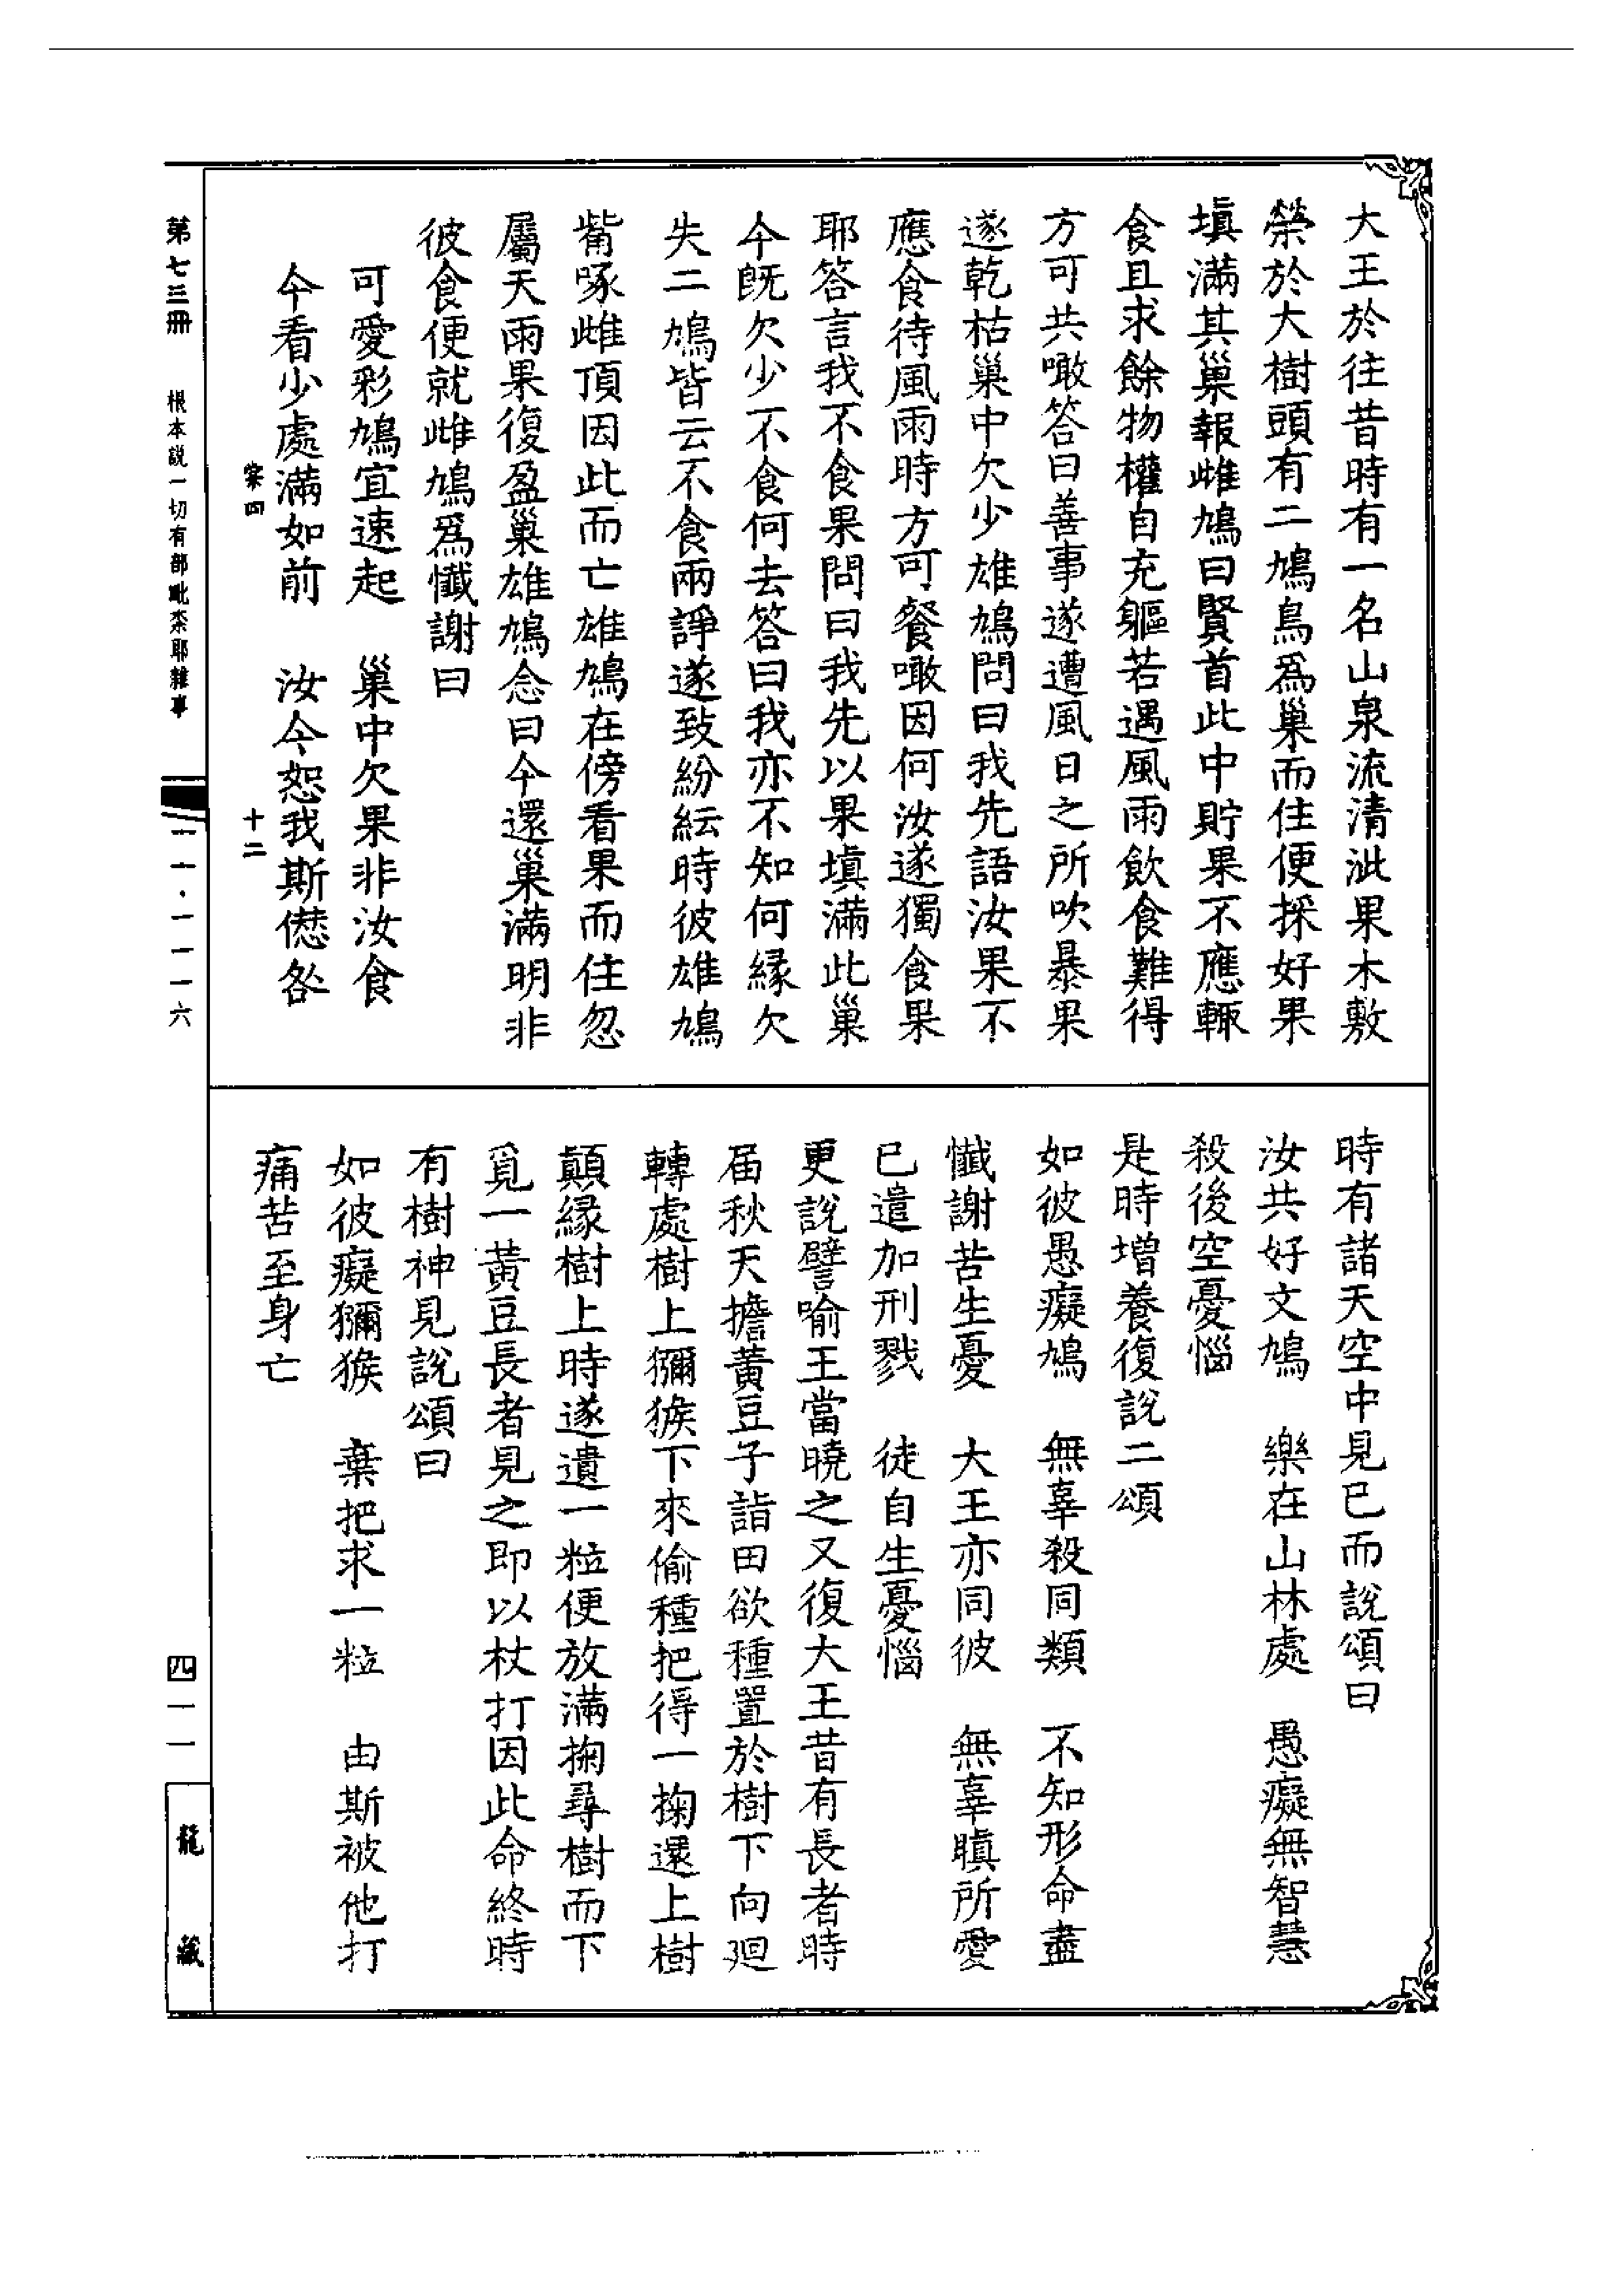 大王於往昔時有一名山泉流清泚果木敷
榮於大樹頭有二鳩鳥為巢而住便採好果
填滿其巢報雌鳩曰賢首此中貯果不應輒
食且求餘物權自充軀若遇風雨飲食難得
方可共噉答曰善事遂遭風日之所吹暴果
遂乾枯巢中欠少雄鳩問曰我先語汝果不
應食待風雨時方可餐噉因何汝遂獨食果
耶答言我不食果問曰我先以果填滿此巢
今旣欠少不食何去答曰我亦不知何緣欠
失二鳩皆云不食兩諍遂致紛紜時彼雄鳩
觜啄雌頂因此而亡雄鳩在傍看果而住忽
屬天雨果復盈巢雄鳩念曰今還巢滿明非
彼食便就雌鳩爲懺謝曰
可愛彩鳩宜速起　巢中欠果非汝食
今看少處滿如前　汝今恕我斯愆咎
時有諸天空中見已而說頌曰
汝共好文鳩　樂在山林處　愚癡無智慧
殺後空憂惱
是時增養復說二頌
如彼愚癡鳩　無辜殺同類　不知形命盡
懺謝苦生憂　大王亦同彼　無辜瞋所愛
已遣加刑戮　徒自生憂惱
更說譬喻王當曉之又復大王昔有長者時
届秋天擔黃豆子詣田欲種置於樹下向迴
轉處樹上獼猴下來偷種把得一掬還上樹
顛緣樹上時遂遺一粒便放滿掬尋樹而下
覓一黃豆長者見之即以杖打因此命終時
有樹神見說頌曰
如彼癡獼猴　棄把求一粒　由斯被他打
痛苦至身亡
第七三冊　根本說一切有部毗柰耶雜事
一一·一一一六
四一一
龍藏
十二